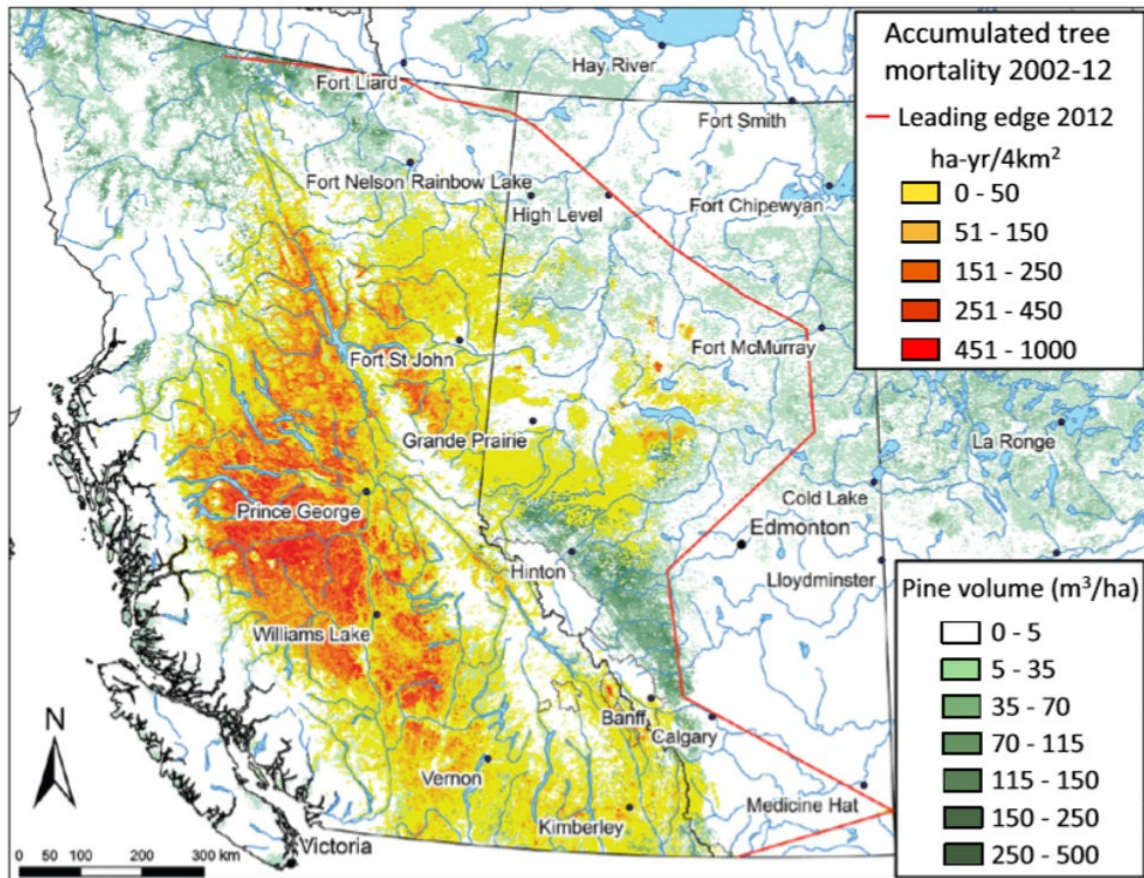 Accumulated tree
mortality 2002-12
Leading edge 2012
ha-yr/4km²
0 - 50
51 - 150
151 - 250
251 - 450
451 - 1000
Hay River
Fort Liard
Fort Smith
Fort Nelson Rainbow Lake
High Level
Fort Chipewyan
Fort St John
Fort McMurray
Grande Prairie
La Ronge
Cold Lake
Prince George
Edmonton
Hinton
Lloydminster
Williams Lake
Banff
Calgary
Vernon
Medicine Hat
Kimberley
Victoria
Pine volume (m³/ha)
0 - 5
5 - 35
35 - 70
70 - 115
115 - 150
150 - 250
250 - 500
N
0 50 100 200 300 km